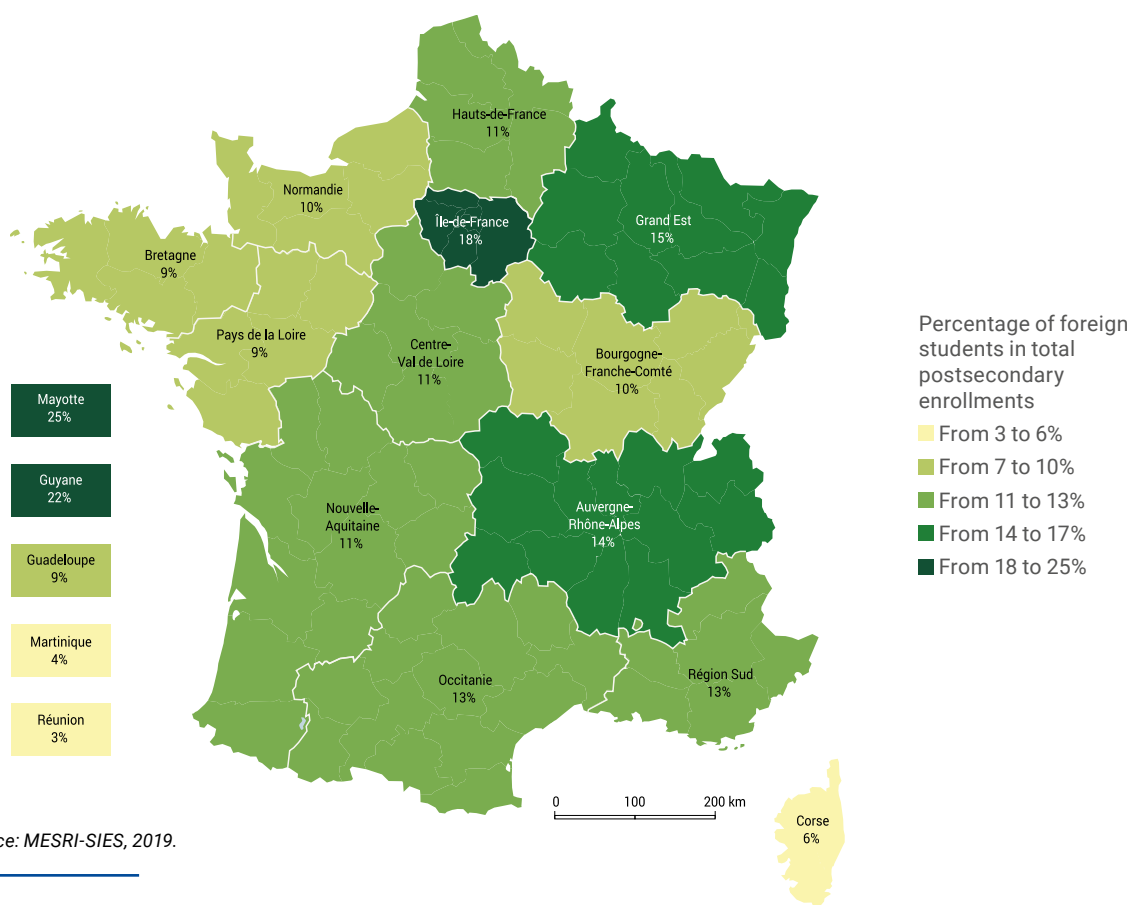 Hauts-de-France
11%
Normandie
10%
Île-de-France
18%
Grand Est
15%
Bretagne
9%
Pays de la Loire
9%
Centre-
Val de Loire
11%
Bourgogne-
Franche-Comté
10%
Nouvelle-
Aquitaine
11%
Auvergne-
Rhône-Alpes
14%
Occitanie
13%
Région Sud
13%
Corse
6%
Mayotte
25%
Guyane
22%
Guadeloupe
9%
Martinique
4%
Réunion
3%
Percentage of foreign
students in total
postsecondary
enrollments
From 3 to 6%
From 7 to 10%
From 11 to 13%
From 14 to 17%
From 18 to 25%
0 100 200 km
ce: MESRI-SIES, 2019.